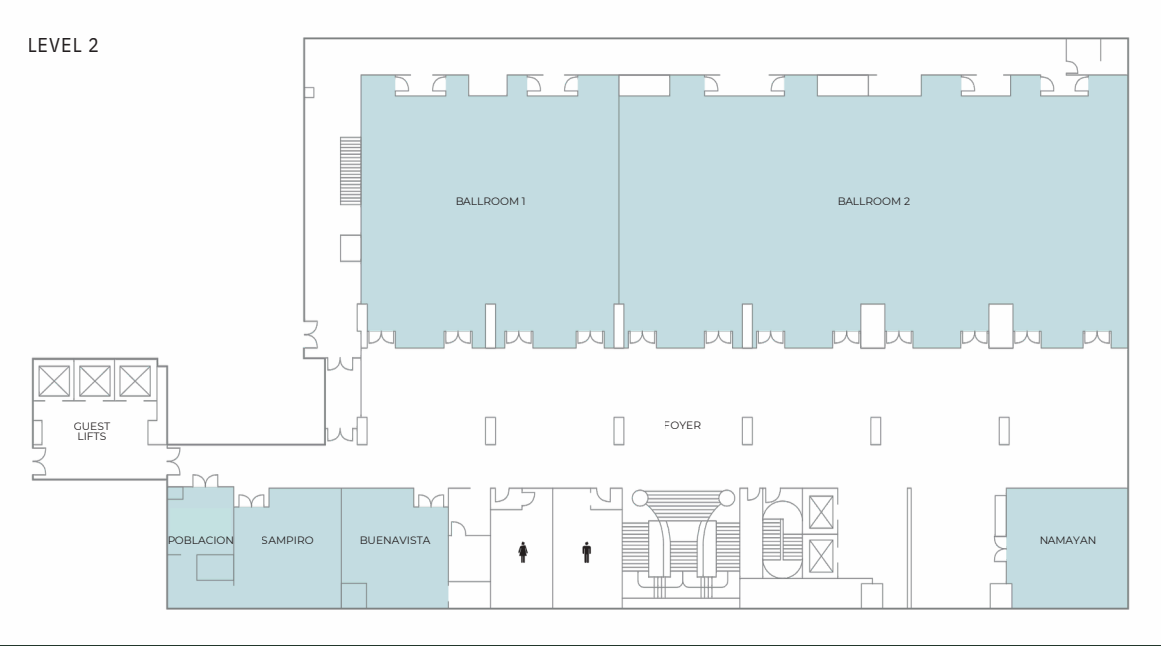 LEVEL 2
BALLROOM 1
BALLROOM 2
GUEST
LIFTS
FOYER
POBLACION
SAMPIRO
BUENAVISTA
NAMAYAN